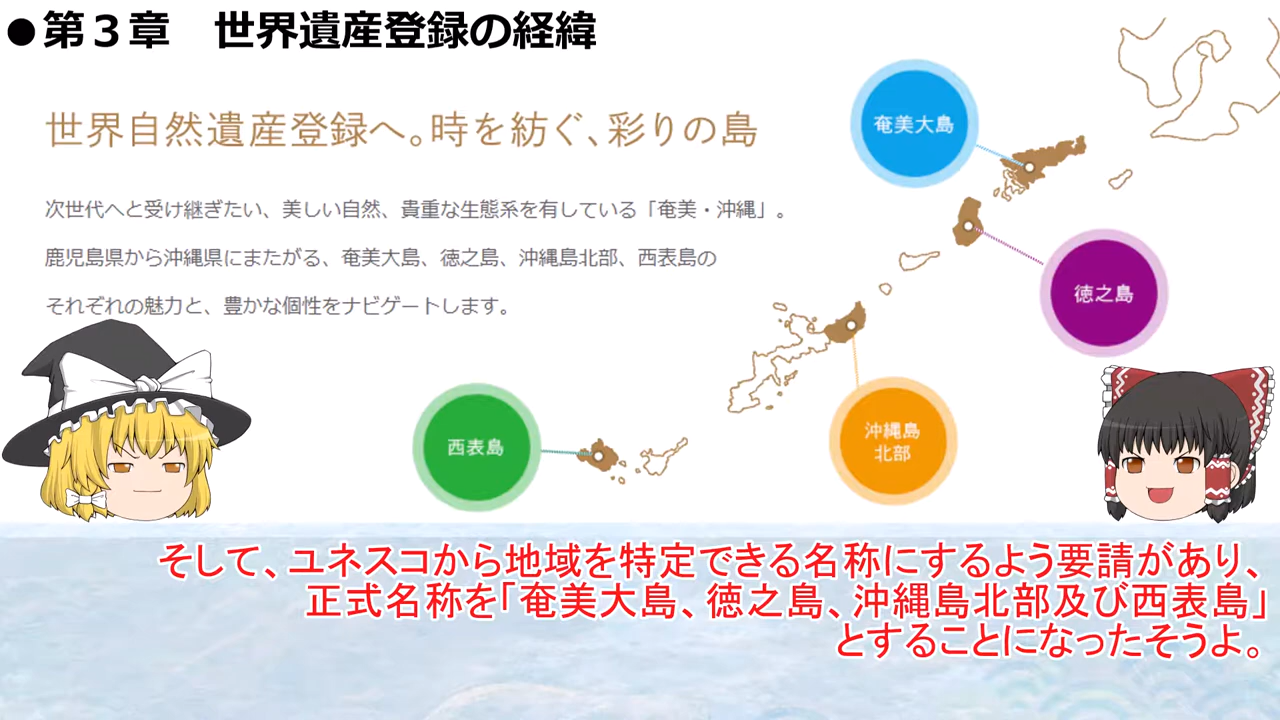 ●第３章　世界遺産登録の経緯
世界自然遺産登録へ。時を紡ぐ、彩りの島
次世代へと受け継ぎたい、美しい自然、貴重な生態系を有している「奄美・沖縄」。
鹿児島県から沖縄県にまたがる、奄美大島、徳之島、沖縄島北部、西表島の
それぞれの魅力と、豊かな個性をナビゲートします。
奄美大島
徳之島
沖縄島
北部
西表島
そして、ユネスコから地域を特定できる名称にするよう要請があり、
正式名称を「奄美大島、徳之島、沖縄島北部及び西表島」
とすることになったそうよ。